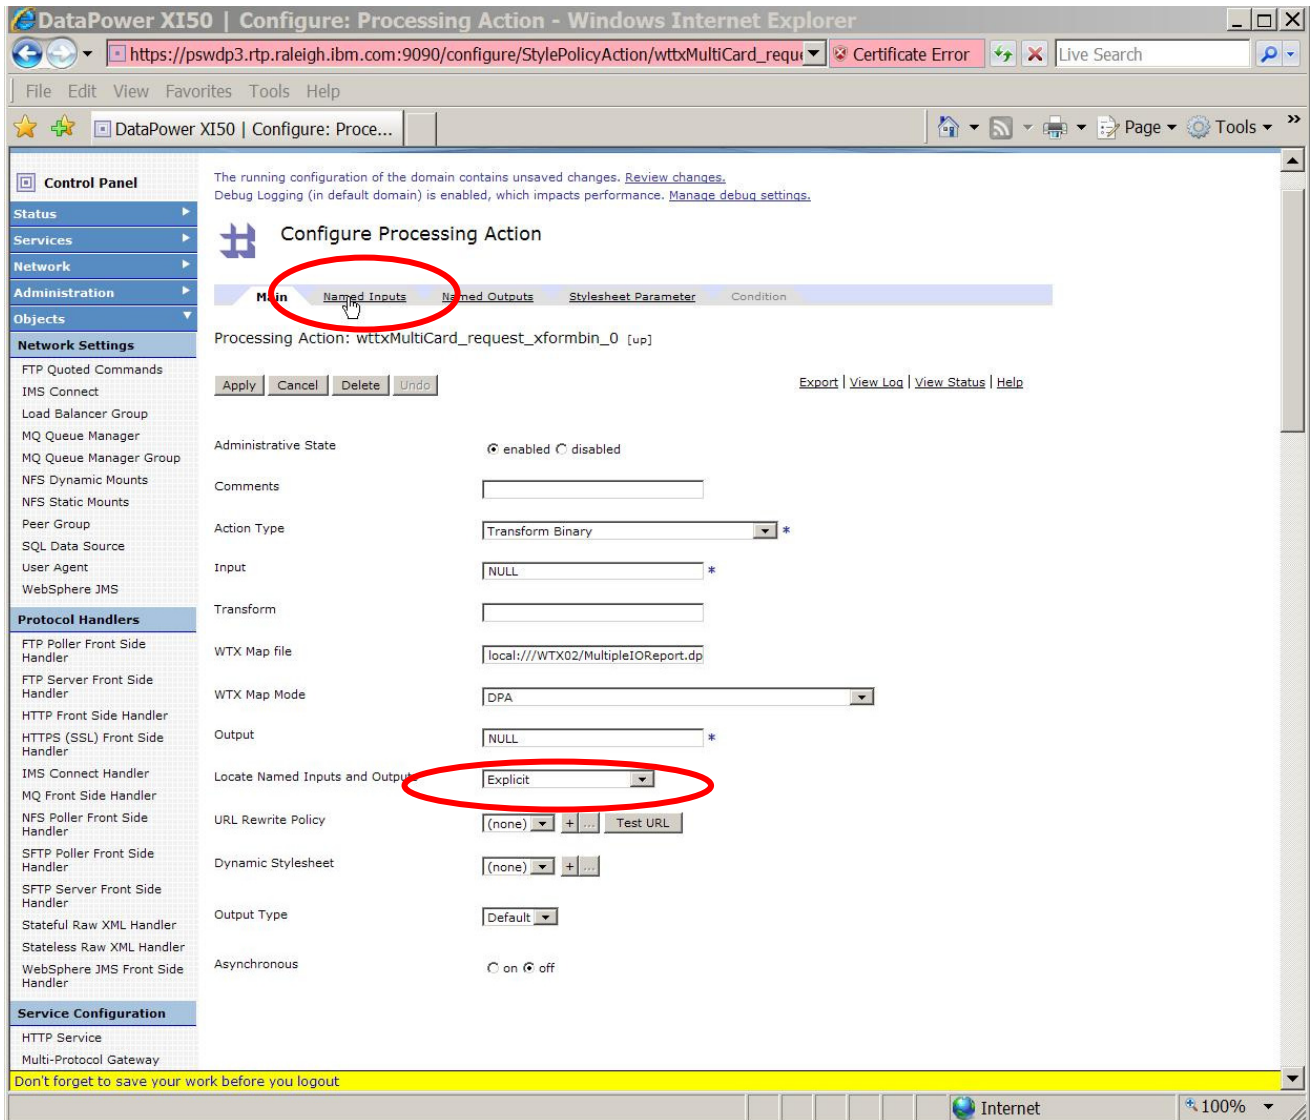 DataPower XI50 | Configure: Processing Action - Windows Internet Explorer
https://pswdp3.rtp.raleigh.ibm.com:9090/configure/StylePolicyAction/wttxMultiCard_reque Certificate Error Live Search
File Edit View Favorites Tools Help
DataPower XI50 | Configure: Proce... Page Tools »
Control Panel
Status
Services
Network
Administration
Objects
Network Settings
FTP Quoted Commands
IMS Connect
Load Balancer Group
MQ Queue Manager
MQ Queue Manager Group
NFS Dynamic Mounts
NFS Static Mounts
Peer Group
SQL Data Source
User Agent
WebSphere JMS
Protocol Handlers
FTP Poller Front Side
Handler
FTP Server Front Side
Handler
HTTP Front Side Handler
HTTPS (SSL) Front Side
Handler
IMS Connect Handler
MQ Front Side Handler
NFS Poller Front Side
Handler
SFTP Poller Front Side
Handler
SFTP Server Front Side
Handler
Stateful Raw XML Handler
Stateless Raw XML Handler
WebSphere JMS Front Side
Handler
Service Configuration
HTTP Service
Multi-Protocol Gateway
The running configuration of the domain contains unsaved changes. Review changes.
Debug Logging (in default domain) is enabled, which impacts performance. Manage debug settings.
Configure Processing Action
Main Named Inputs Named Outputs Stylesheet Parameter Condition
Processing Action: wttxMultiCard_request_xformbin_0 [up]
Apply Cancel Delete Undo Export | View Log | View Status | Help
Administrative State enabled disabled
Comments
Action Type Transform Binary *
Input NULL *
Transform
WTX Map file local:///WTX02/MultipleIOReport.dp
WTX Map Mode DPA
Output NULL *
Locate Named Inputs and Outputs Explicit
URL Rewrite Policy (none) + ... Test URL
Dynamic Stylesheet (none) + ...
Output Type Default
Asynchronous on off
Don't forget to save your work before you logout
Internet 100%